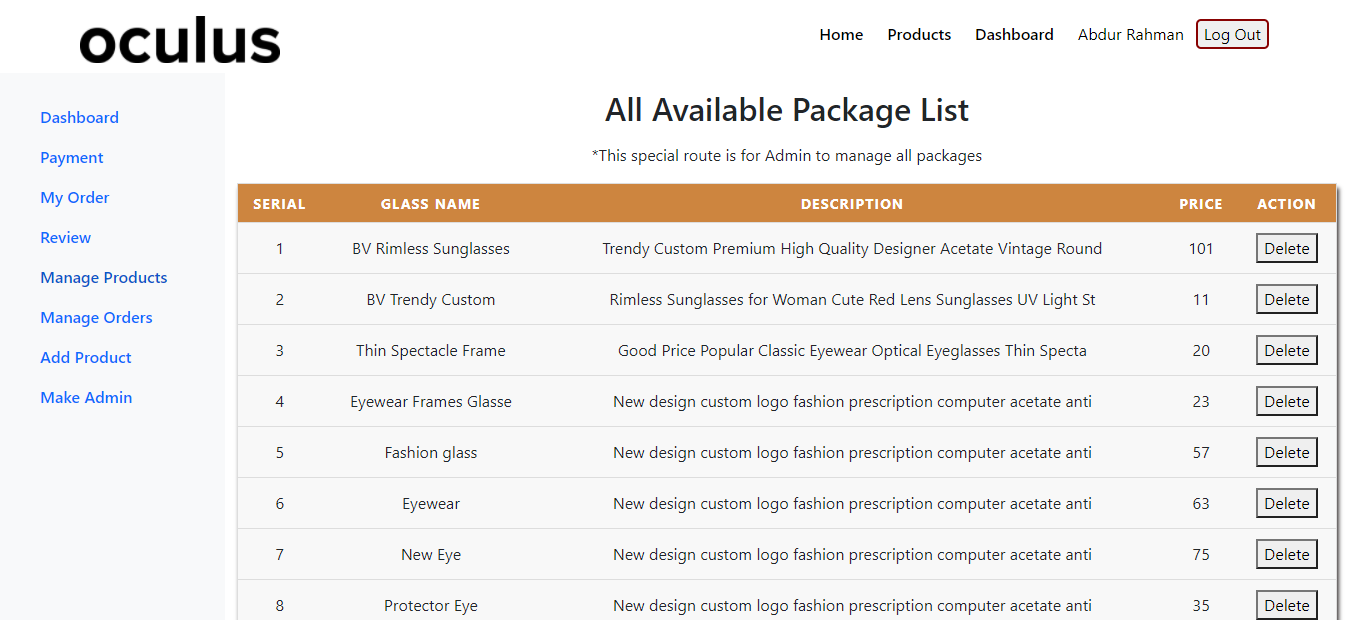 oculus
Home Products Dashboard Abdur Rahman Log Out
Dashboard
Payment
My Order
Review
Manage Products
Manage Orders
Add Product
Make Admin
All Available Package List
*This special route is for Admin to manage all packages
SERIAL GLASS NAME DESCRIPTION PRICE ACTION
1 BV Rimless Sunglasses Trendy Custom Premium High Quality Designer Acetate Vintage Round 101 Delete
2 BV Trendy Custom Rimless Sunglasses for Woman Cute Red Lens Sunglasses UV Light St 11 Delete
3 Thin Spectacle Frame Good Price Popular Classic Eyewear Optical Eyeglasses Thin Specta 20 Delete
4 Eyewear Frames Glasse New design custom logo fashion prescription computer acetate anti 23 Delete
5 Fashion glass New design custom logo fashion prescription computer acetate anti 57 Delete
6 Eyewear New design custom logo fashion prescription computer acetate anti 63 Delete
7 New Eye New design custom logo fashion prescription computer acetate anti 75 Delete
8 Protector Eye New design custom logo fashion prescription computer acetate anti 35 Delete